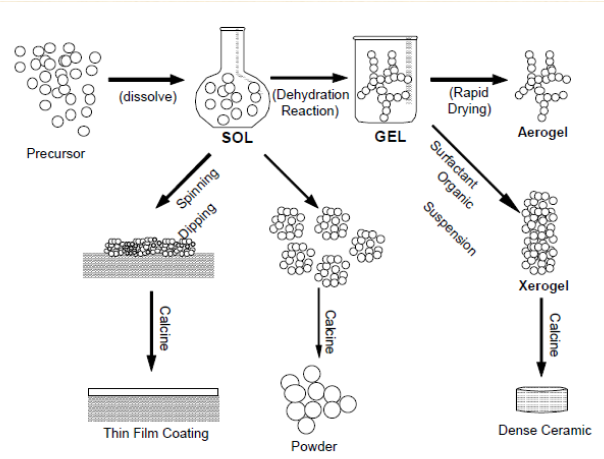 (dissolve)
(Dehydration
Reaction)
(Rapid
Drying)
Precursor
SOL
GEL
Aerogel
Spinning
Dipping
Surfactant
Organic
Suspension
Xerogel
Calcine
Calcine
Calcine
Thin Film Coating
Powder
Dense Ceramic